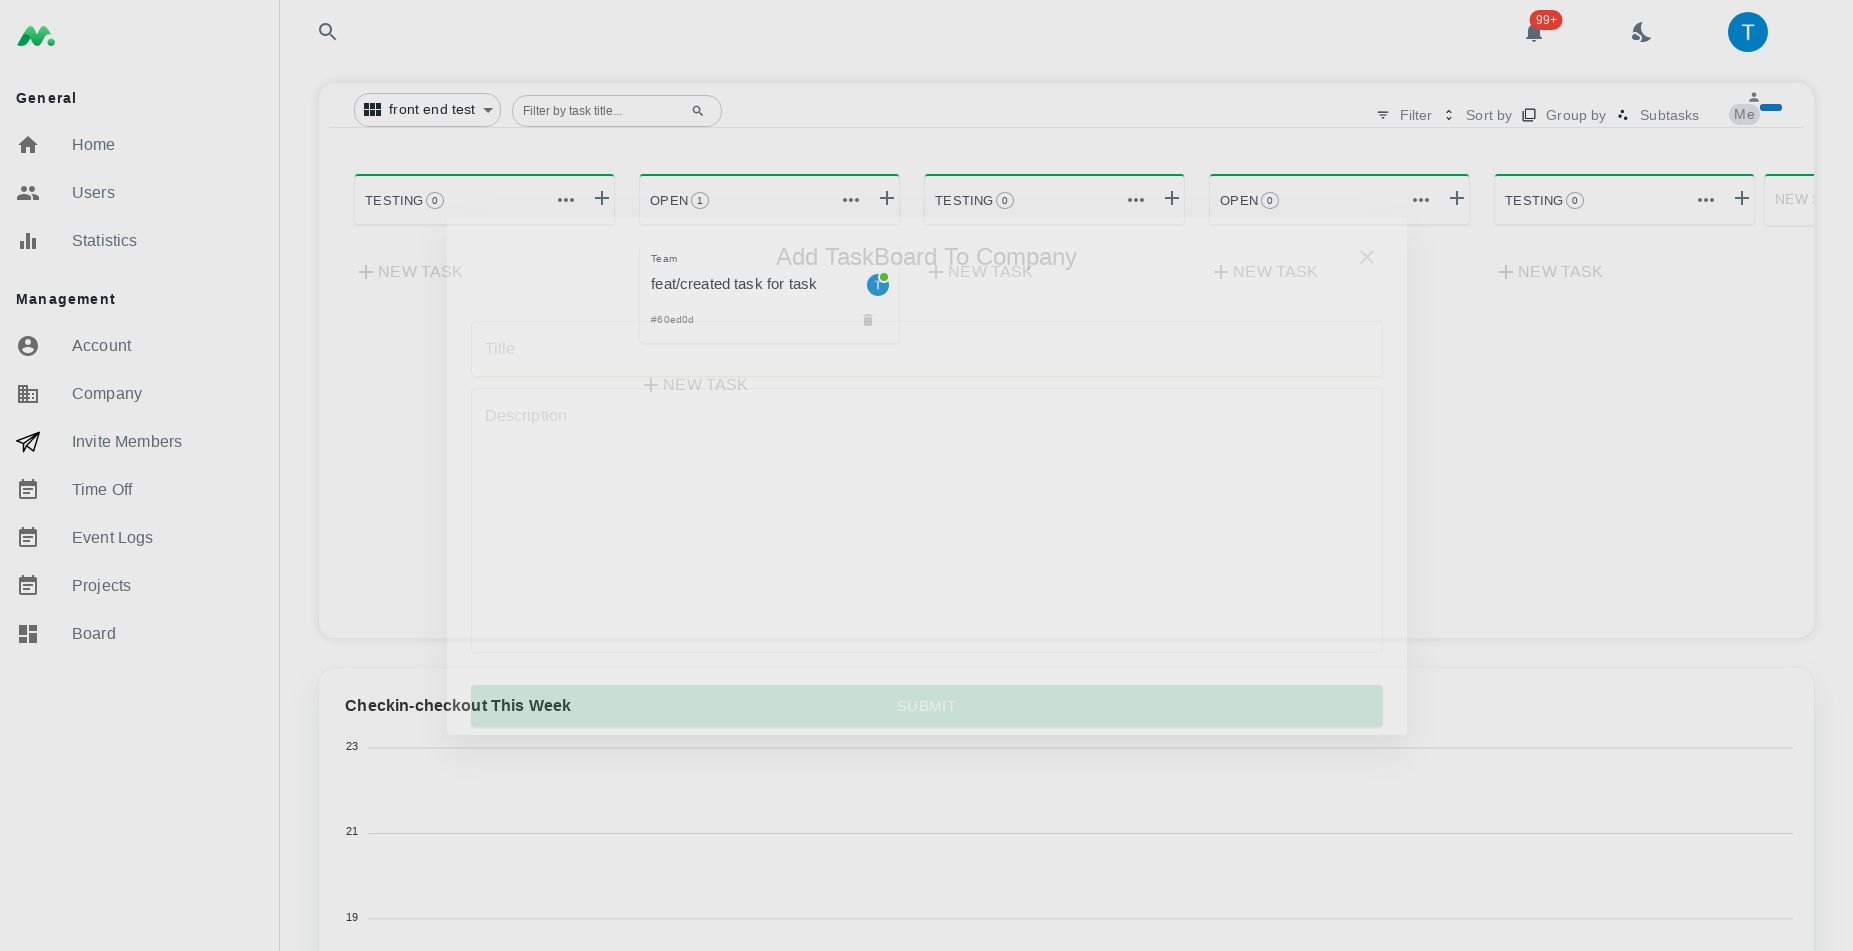 99+
T
General
Home
Users
Statistics
Management
Account
Company
Invite Members
Time Off
Event Logs
Projects
Board
front end test
Filter by task title...
Filter
Sort by
Group by
Subtasks
Me
TESTING 0
OPEN 1
TESTING 0
OPEN 0
TESTING 0
NEW S
NEW TASK
Team
feat/created task for task
T
#60ed0d
NEW TASK
NEW TASK
NEW TASK
NEW TASK
Add TaskBoard To Company
Title
Description
SUBMIT
Checkin-checkout This Week
23
21
19